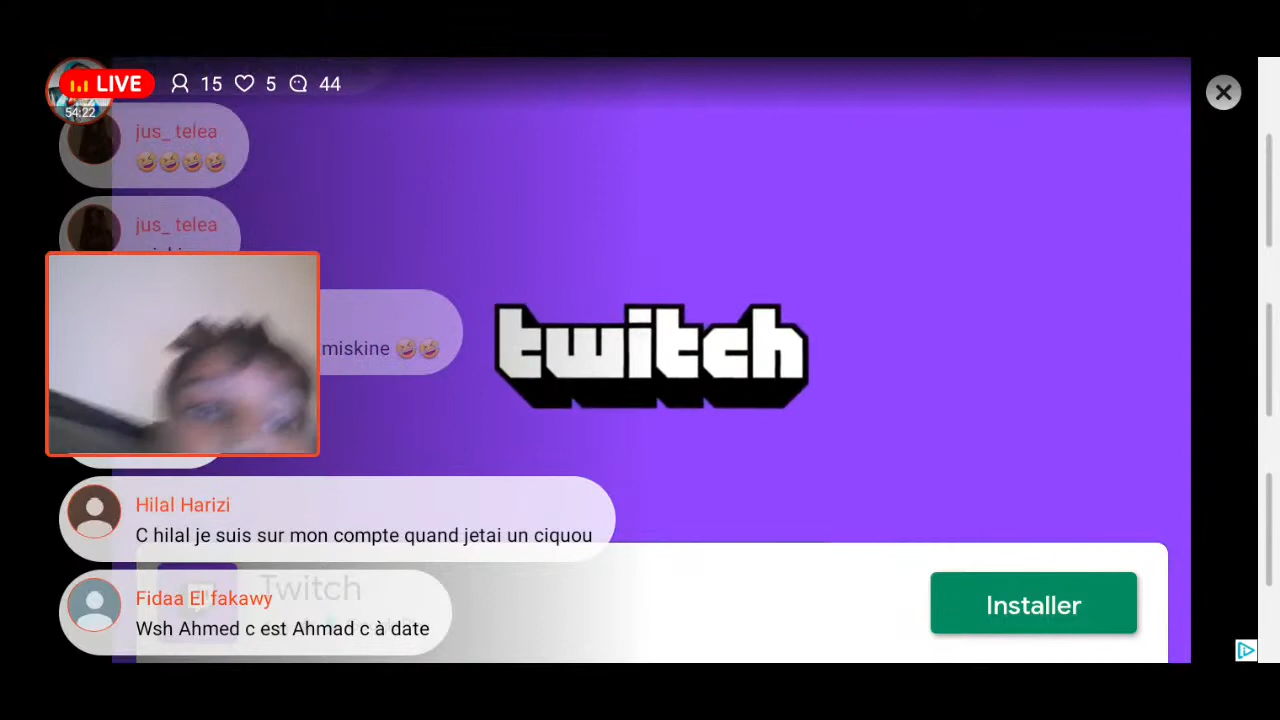 LIVE 15 5 44
54:22
jus_ telea
🤣🤣🤣🤣
jus_ telea
miskine 🤣🤣
twitch
Hilal Harizi
C hilal je suis sur mon compte quand jetai un ciquou
Twitch
Installer
Fidaa El fakawy
Wsh Ahmed c est Ahmad c à date